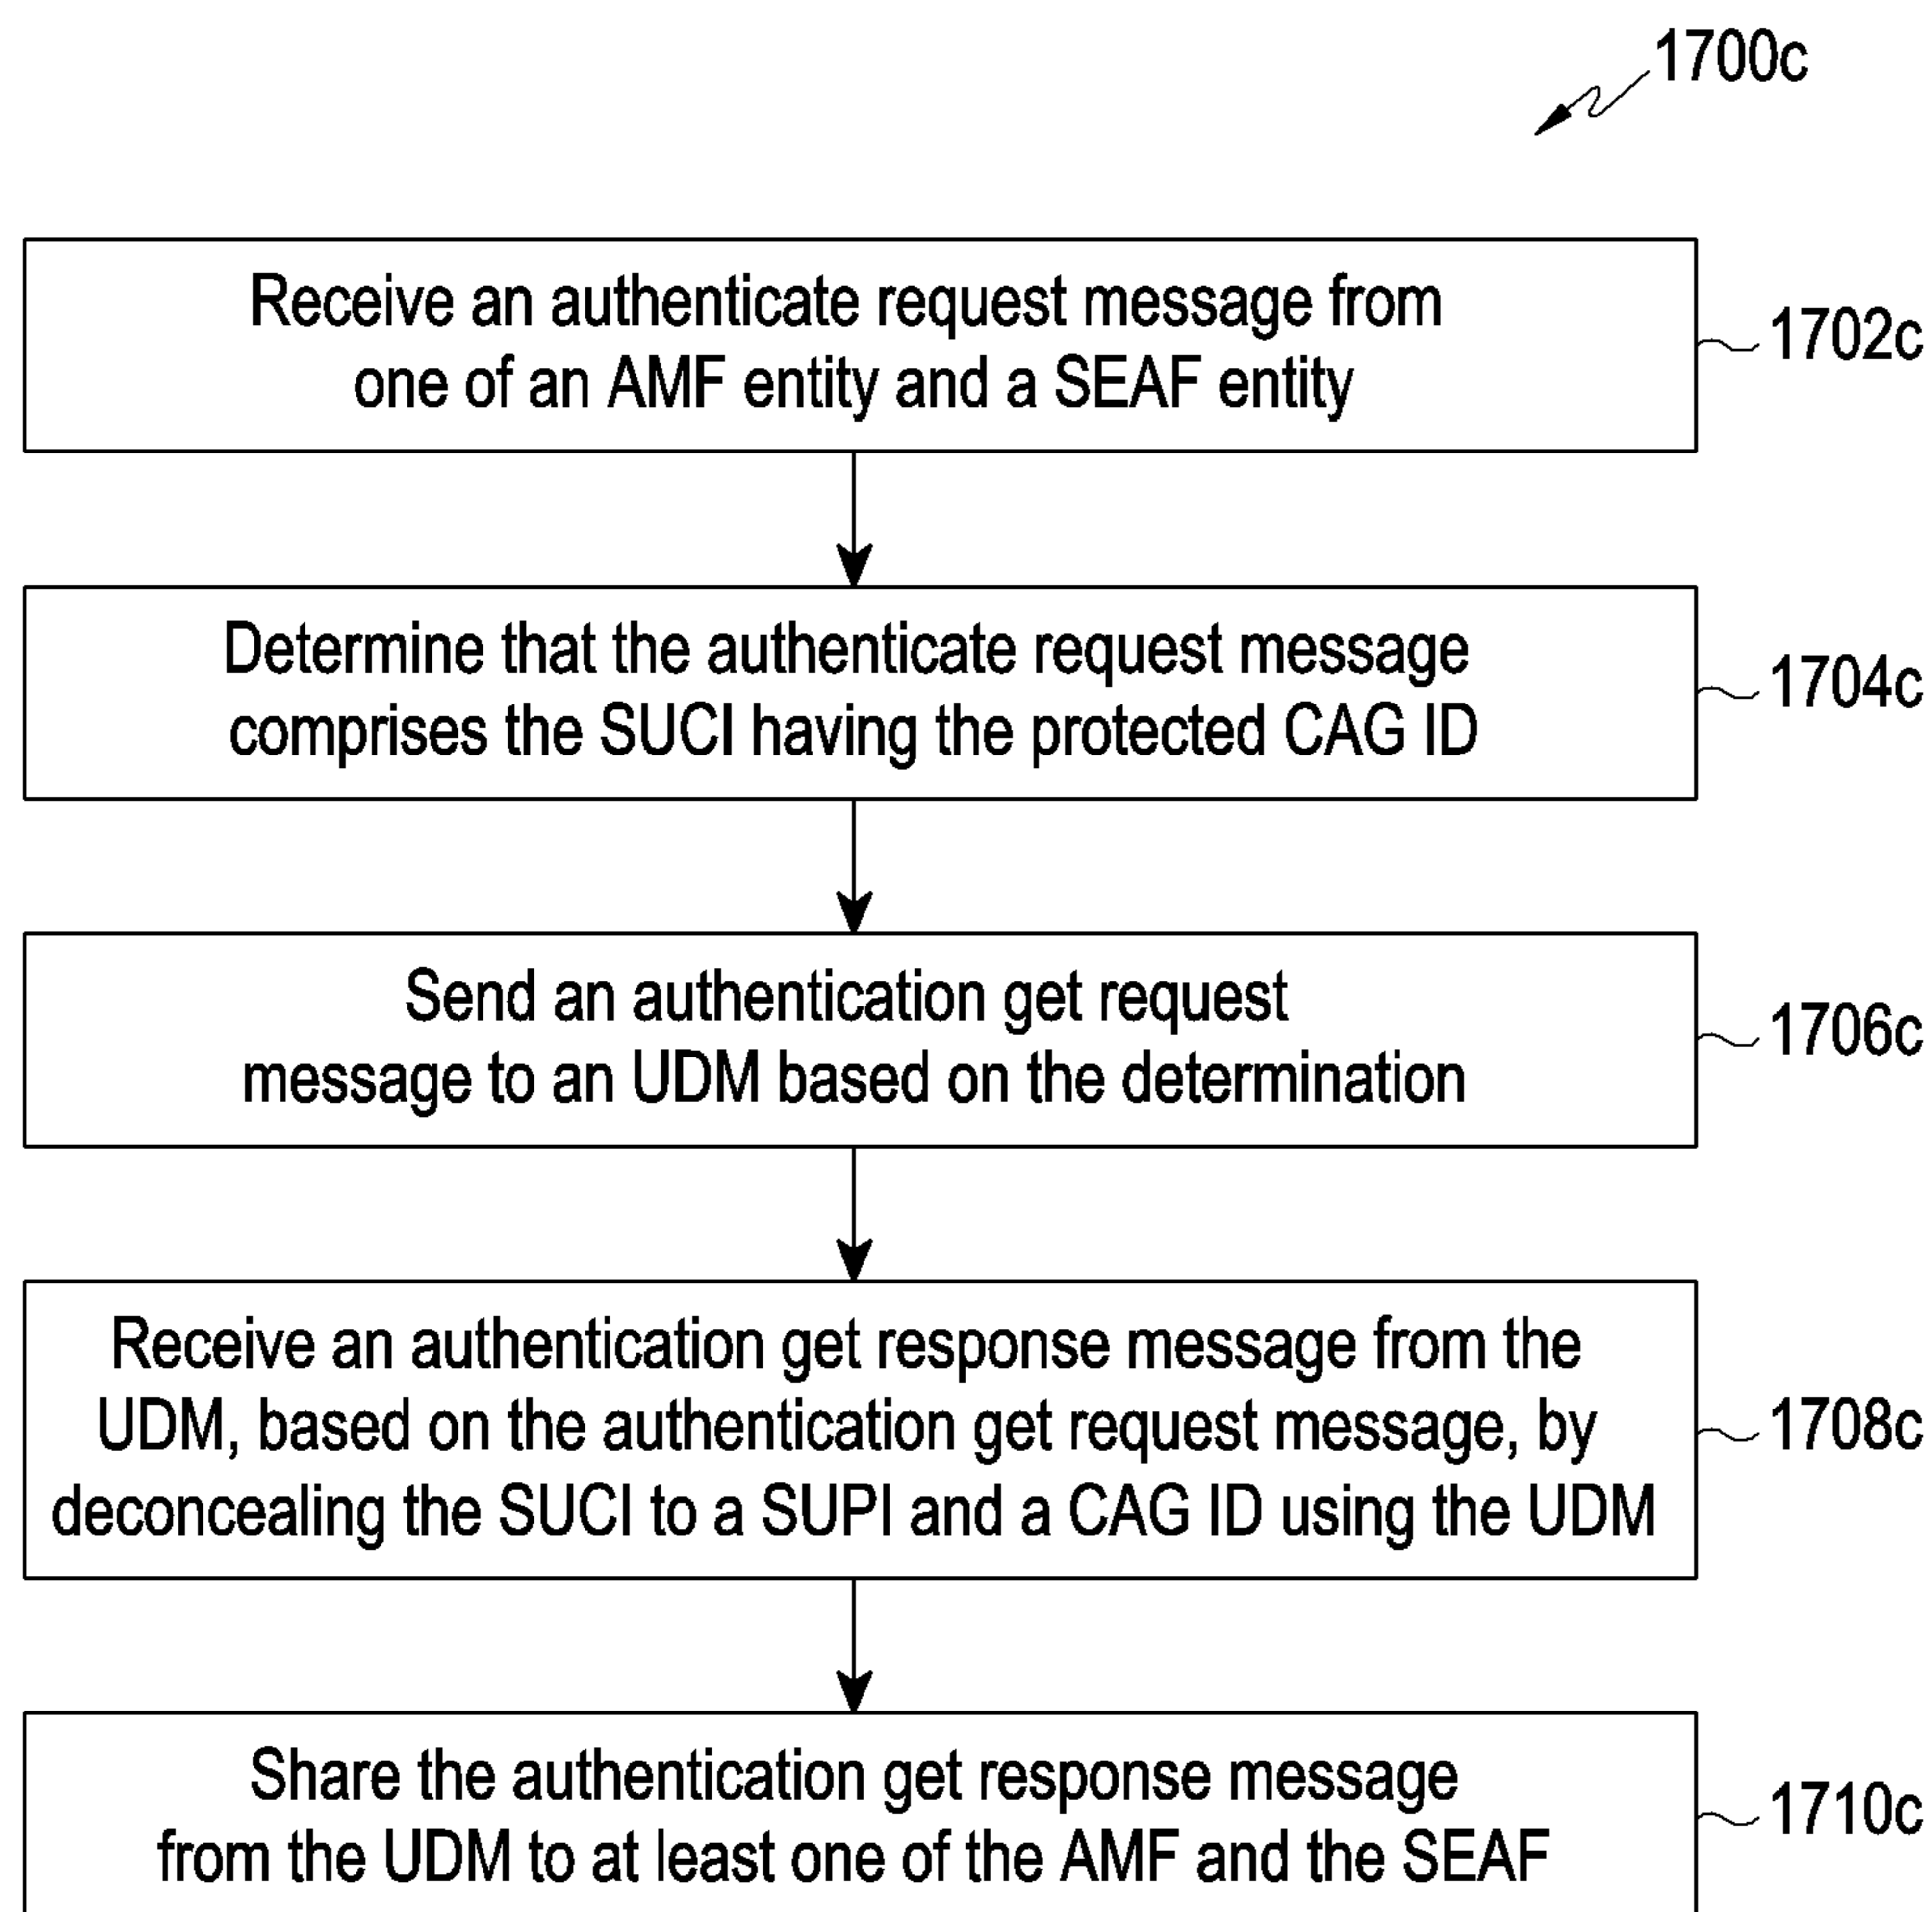 1700c
Receive an authenticate request message from
one of an AMF entity and a SEAF entity
1702c
Determine that the authenticate request message
comprises the SUCI having the protected CAG ID
1704c
Send an authentication get request
message to an UDM based on the determination
1706c
Receive an authentication get response message from the
UDM, based on the authentication get request message, by
deconcealing the SUCI to a SUPI and a CAG ID using the UDM
1708c
Share the authentication get response message
from the UDM to at least one of the AMF and the SEAF
1710c